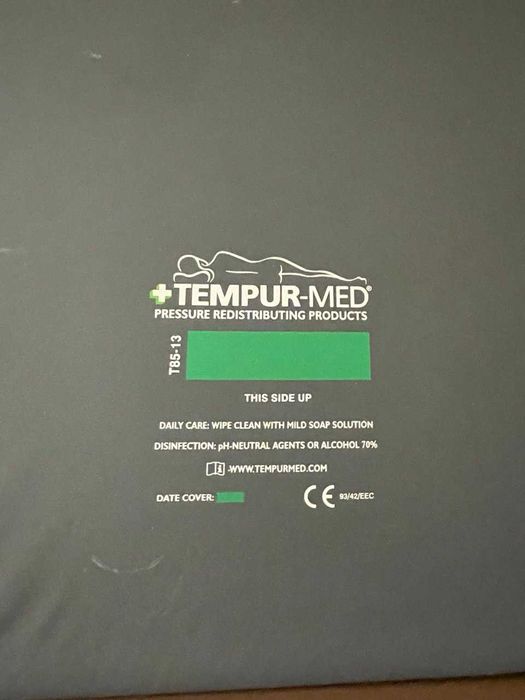 TEMPUR-MED®
PRESSURE REDISTRIBUTING PRODUCTS
T85-13
THIS SIDE UP
DAILY CARE: WIPE CLEAN WITH MILD SOAP SOLUTION
DISINFECTION: pH-NEUTRAL AGENTS OR ALCOHOL 70%
-WWW.TEMPURMED.COM
DATE COVER:
CE 93/42/EEC